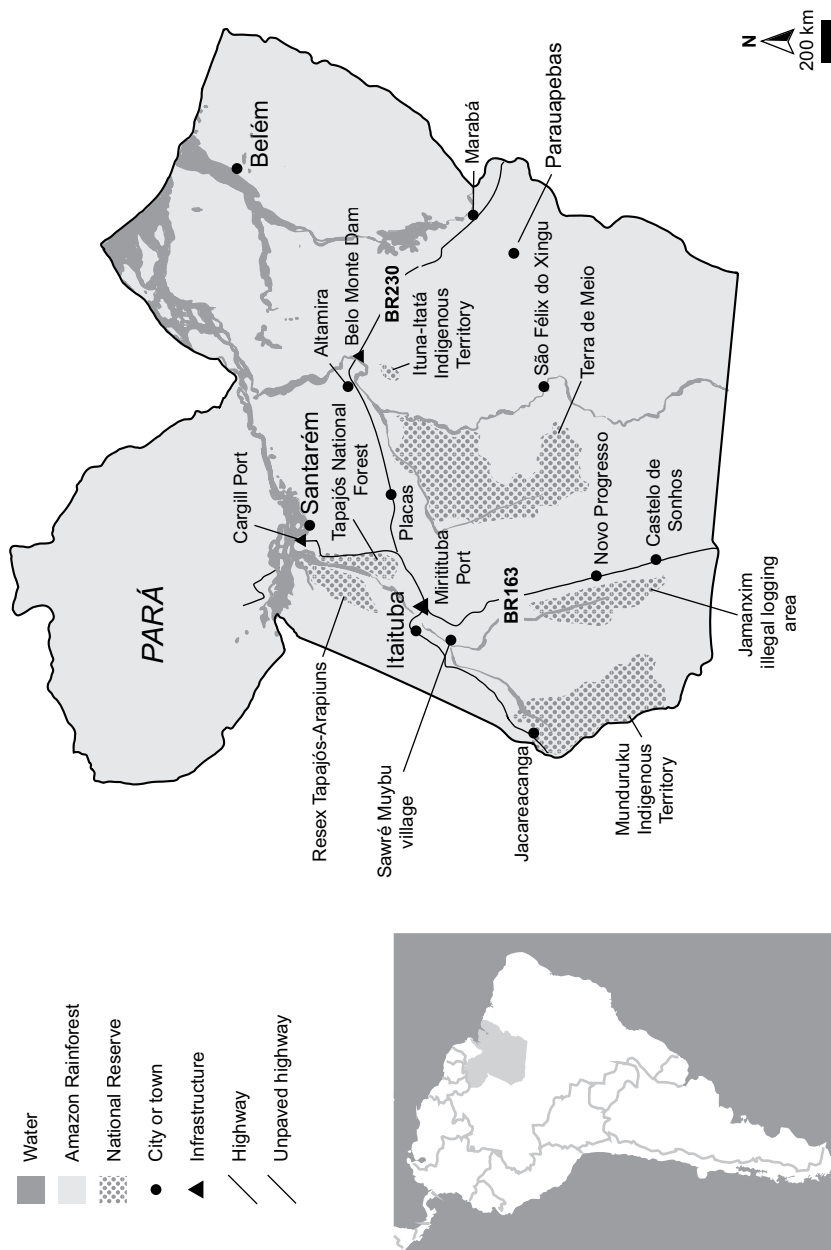 Water
Amazon Rainforest
National Reserve
City or town
Infrastructure
Highway
Unpaved highway
PARÁ
Cargill Port
Santarém
Belém
Resex Tapajós-Arapiuns
Tapajós National
Forest
Altamira
Belo Monte Dam
BR230
Marabá
Itaituba
Placas
Miritituba
Port
Ituna-Itatá
Indigenous
Territory
Parauapebas
Sawré Muybu
village
BR163
São Félix do Xingu
Terra de Meio
Jacareacanga
Novo Progresso
Castelo de
Sonhos
Munduruku
Indigenous
Territory
Jamanxim
illegal logging
area
N
200 km